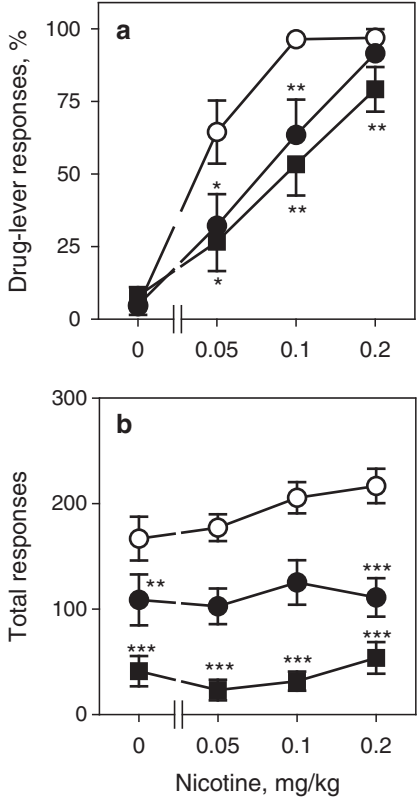 a
Drug-lever responses, %
100
75
50
25
0
**
*
**
**
*
0 0.05 0.1 0.2
b
Total responses
300
200
100
0
**
***
***
***
***
***
0 0.05 0.1 0.2
Nicotine, mg/kg